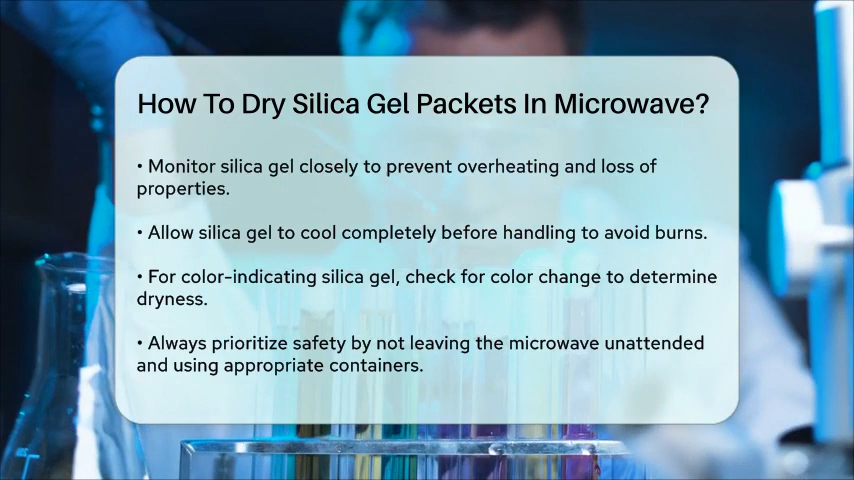 How To Dry Silica Gel Packets In Microwave?
• Monitor silica gel closely to prevent overheating and loss of
properties.
• Allow silica gel to cool completely before handling to avoid burns.
• For color-indicating silica gel, check for color change to determine
dryness.
• Always prioritize safety by not leaving the microwave unattended
and using appropriate containers.